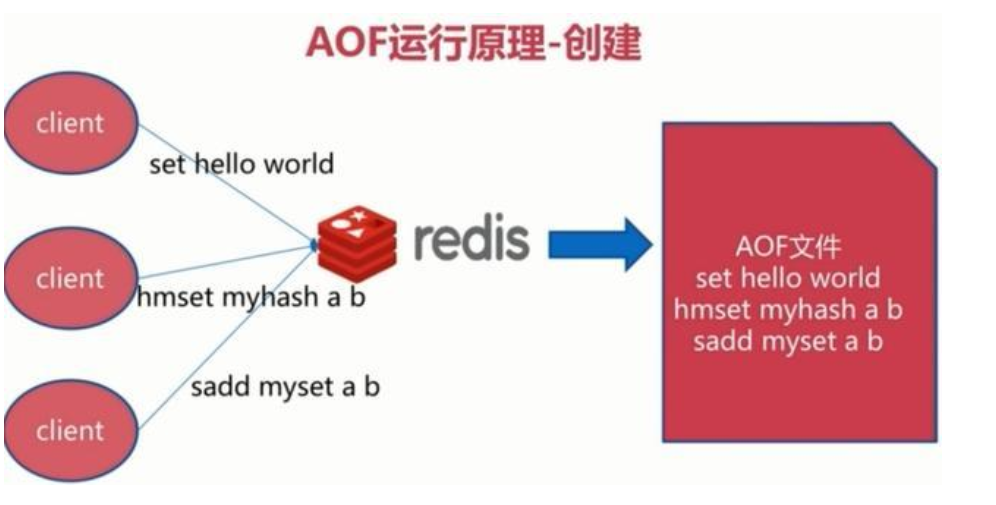 AOF运行原理-创建
client
set hello world
client
hmset myhash a b
client
sadd myset a b
redis
AOF文件
set hello world
hmset myhash a b
sadd myset a b